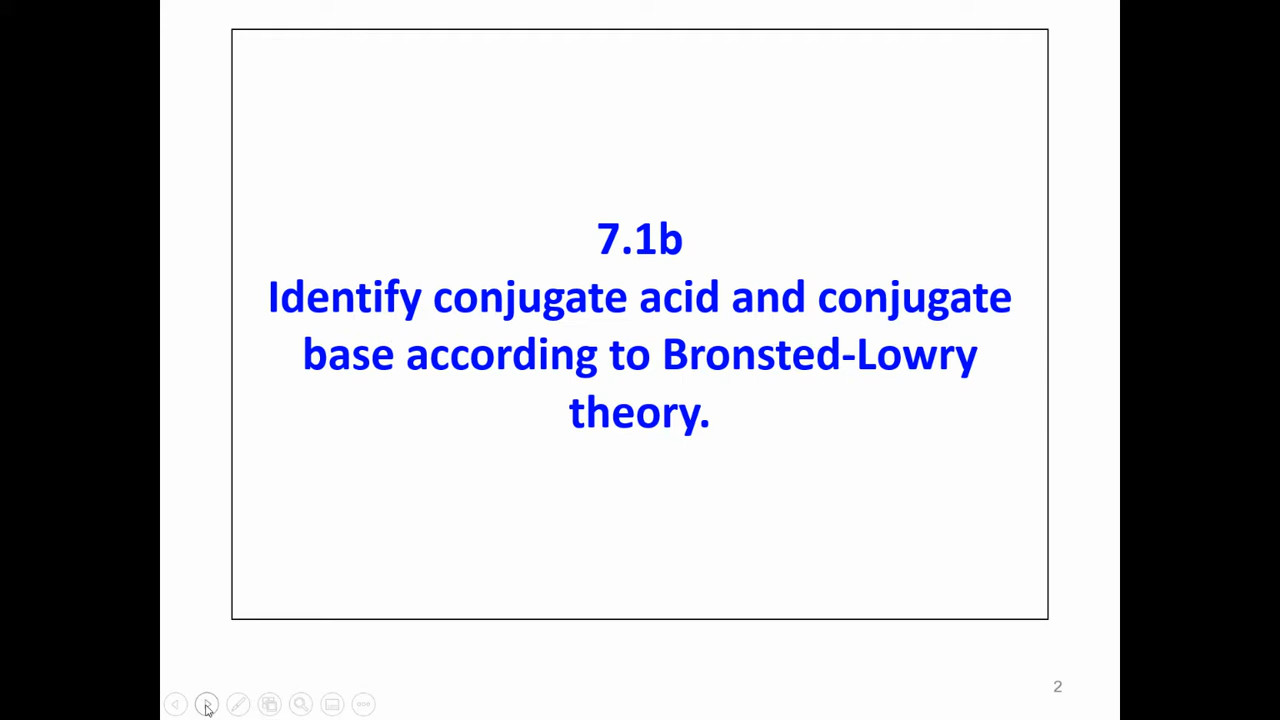 7.1b
Identify conjugate acid and conjugate
base according to Bronsted-Lowry
theory.
2